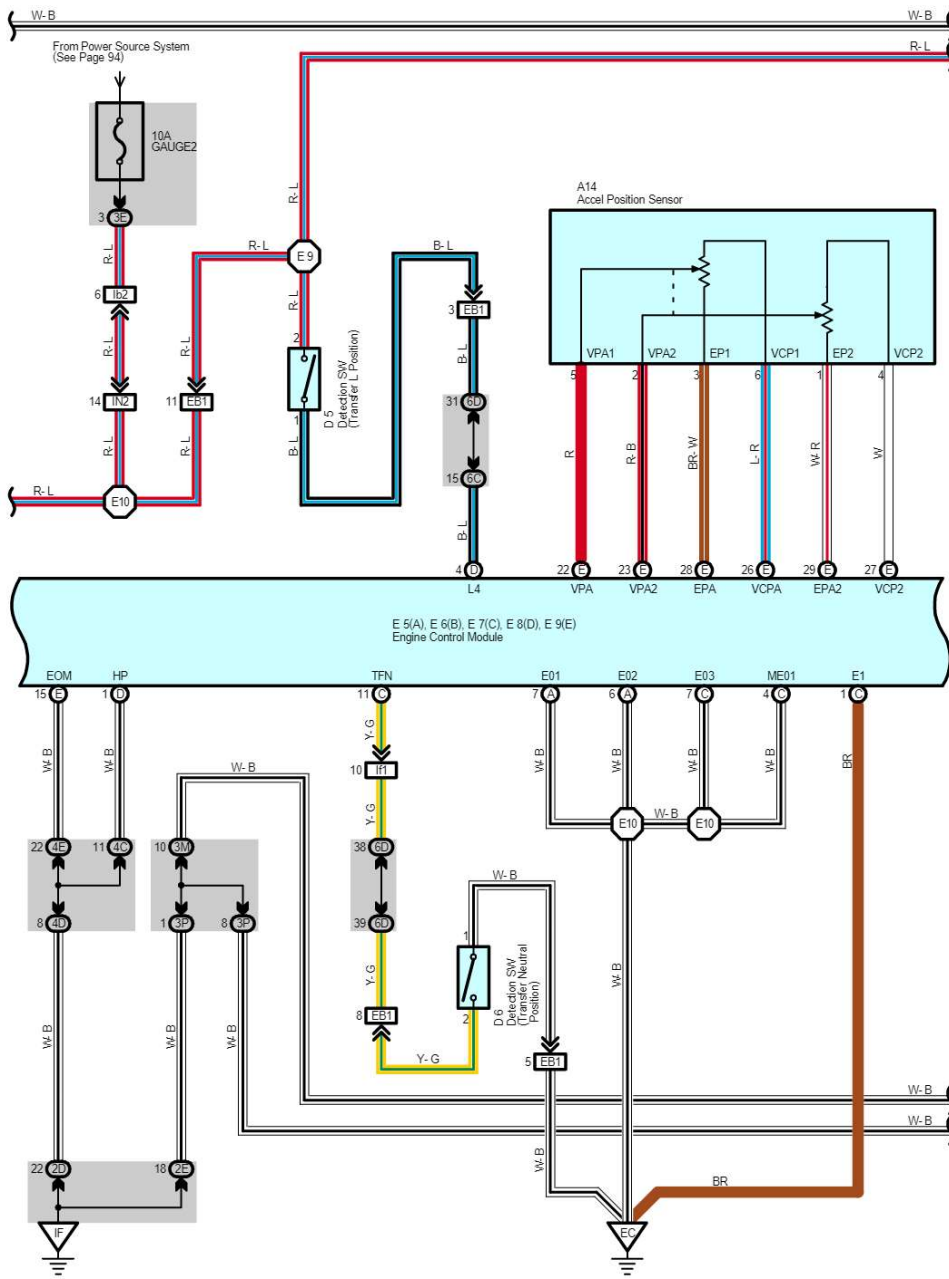 W- B
W- B
From Power Source System
(See Page 94)
R- L
10A
GAUGE2
3 3E
R- L
R- L
A14
Accel Position Sensor
R- L
E 9
B- L
6 Ib2
R- L
3 EB1
2
R- L
R- L
D 5
Detection SW
(Transfer L Position)
B- L
VPA1 VPA2 EP1 VCP1 EP2 VCP2
5 2 3 6 1 4
14 IN2
11 EB1
1
31 6D
R- L
R- L
B- L
R
R- B
BR- W
L- R
W- R
W
15 6C
R- L
E10
B- L
4 D
22 E
23 E
28 E
26 E
29 E
27 E
L4 VPA VPA2 EPA VCPA EPA2 VCP2
E 5(A), E 6(B), E 7(C), E 8(D), E 9(E)
Engine Control Module
EOM HP TFN E01 E02 E03 ME01 E1
15 E
1 D
11 C
7 A
6 A
7 C
4 C
1 C
W- B
W- B
Y- G
W- B
W- B
W- B
W- B
BR
10 If1
W- B
Y- G
E10
W- B
E10
22 4E
11 4C
10 3M
38 6D
W- B
8 4D
1 3P
8 3P
39 6D
1
Y- G
D 6
Detection SW
(Transfer Neutral
Position)
W- B
W- B
W- B
W- B
8 EB1
2
Y- G
5 EB1
W- B
W- B
W- B
22 2D
18 2E
BR
IF
EC